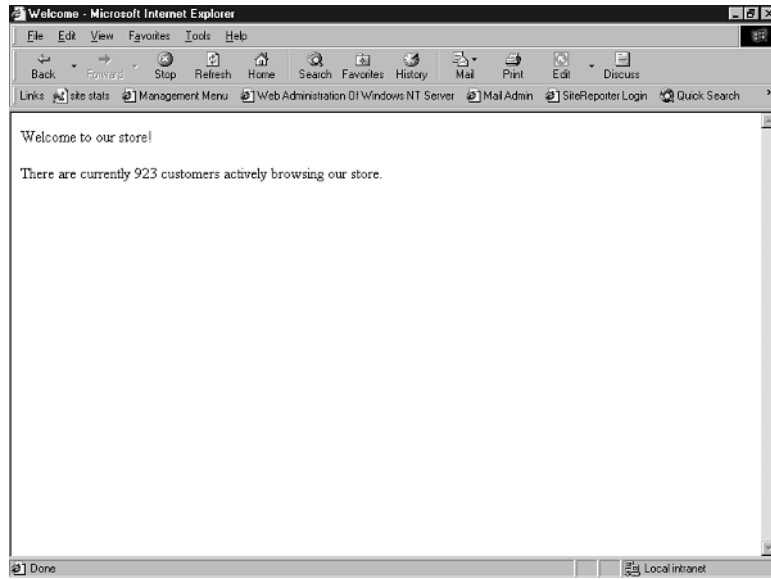 Welcome - Microsoft Internet Explorer
File Edit View Favorites Tools Help
Back Forward Stop Refresh Home Search Favorites History Mail Print Edit Discuss
Links site stats Management Menu Web Administration Of Windows NT Server Mail Admin SiteReporter Login Quick Search
Welcome to our store!
There are currently 923 customers actively browsing our store.
Done Local intranet